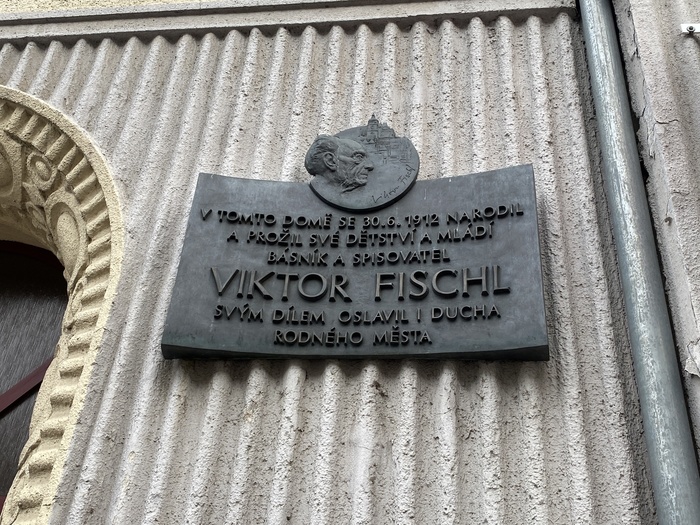 V TOMTO DOMĚ SE 30.6. 1912 NARODIL
A PROŽIL SVÉ DĚTSTVÍ A MLÁDÍ
BÁSNÍK A SPISOVATEL
VIKTOR FISCHL
SVÝM DÍLEM OSLAVIL I DUCHA
RODNÉHO MĚSTA